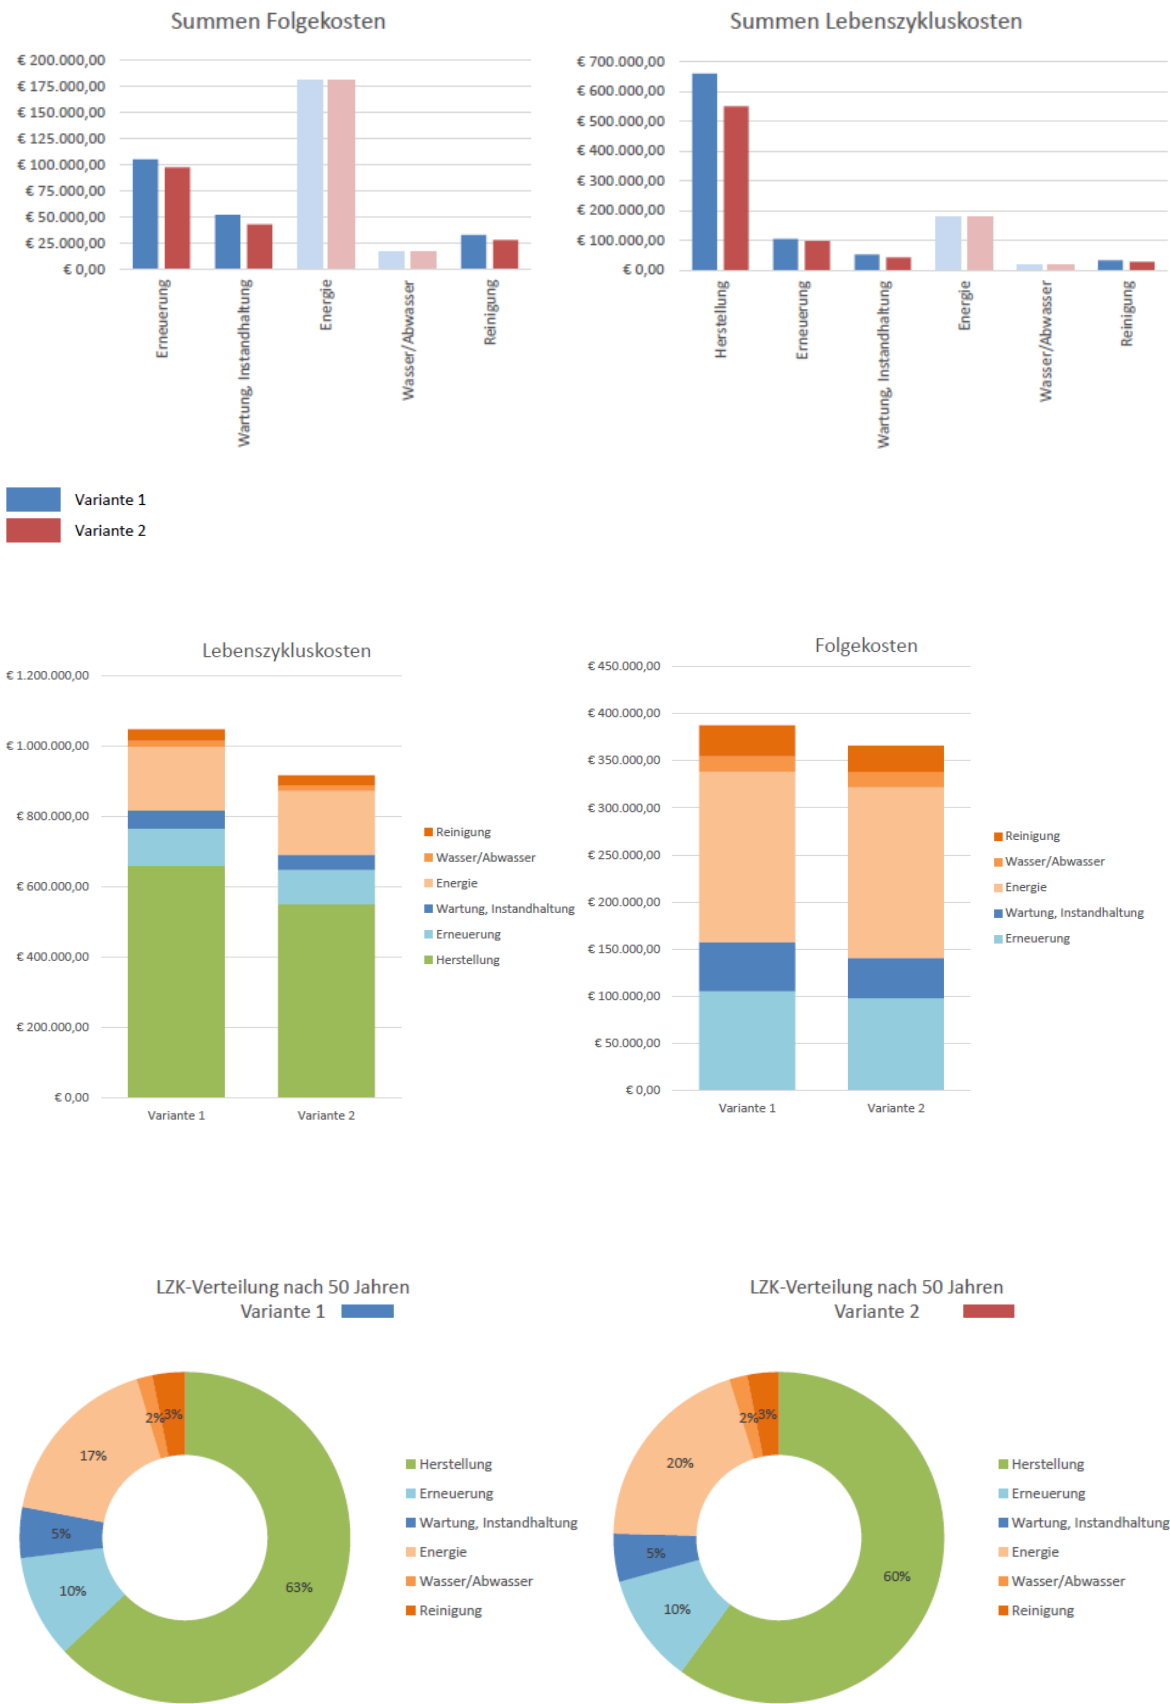 Summen Folgekosten
€ 200.000,00
€ 175.000,00
€ 150.000,00
€ 125.000,00
€ 100.000,00
€ 75.000,00
€ 50.000,00
€ 25.000,00
€ 0,00
Erneuerung
Wartung, Instandhaltung
Energie
Wasser/Abwasser
Reinigung
Summen Lebenszykluskosten
€ 700.000,00
€ 600.000,00
€ 500.000,00
€ 400.000,00
€ 300.000,00
€ 200.000,00
€ 100.000,00
€ 0,00
Herstellung
Erneuerung
Wartung, Instandhaltung
Energie
Wasser/Abwasser
Reinigung
Variante 1
Variante 2
Lebenszykluskosten
€ 1.200.000,00
€ 1.000.000,00
€ 800.000,00
€ 600.000,00
€ 400.000,00
€ 200.000,00
€ 0,00
Variante 1
Variante 2
Reinigung
Wasser/Abwasser
Energie
Wartung, Instandhaltung
Erneuerung
Herstellung
Folgekosten
€ 450.000,00
€ 400.000,00
€ 350.000,00
€ 300.000,00
€ 250.000,00
€ 200.000,00
€ 150.000,00
€ 100.000,00
€ 50.000,00
€ 0,00
Variante 1
Variante 2
Reinigung
Wasser/Abwasser
Energie
Wartung, Instandhaltung
Erneuerung
LZK-Verteilung nach 50 Jahren
Variante 1
2%
3%
17%
5%
10%
63%
Herstellung
Erneuerung
Wartung, Instandhaltung
Energie
Wasser/Abwasser
Reinigung
LZK-Verteilung nach 50 Jahren
Variante 2
2%
3%
20%
5%
10%
60%
Herstellung
Erneuerung
Wartung, Instandhaltung
Energie
Wasser/Abwasser
Reinigung